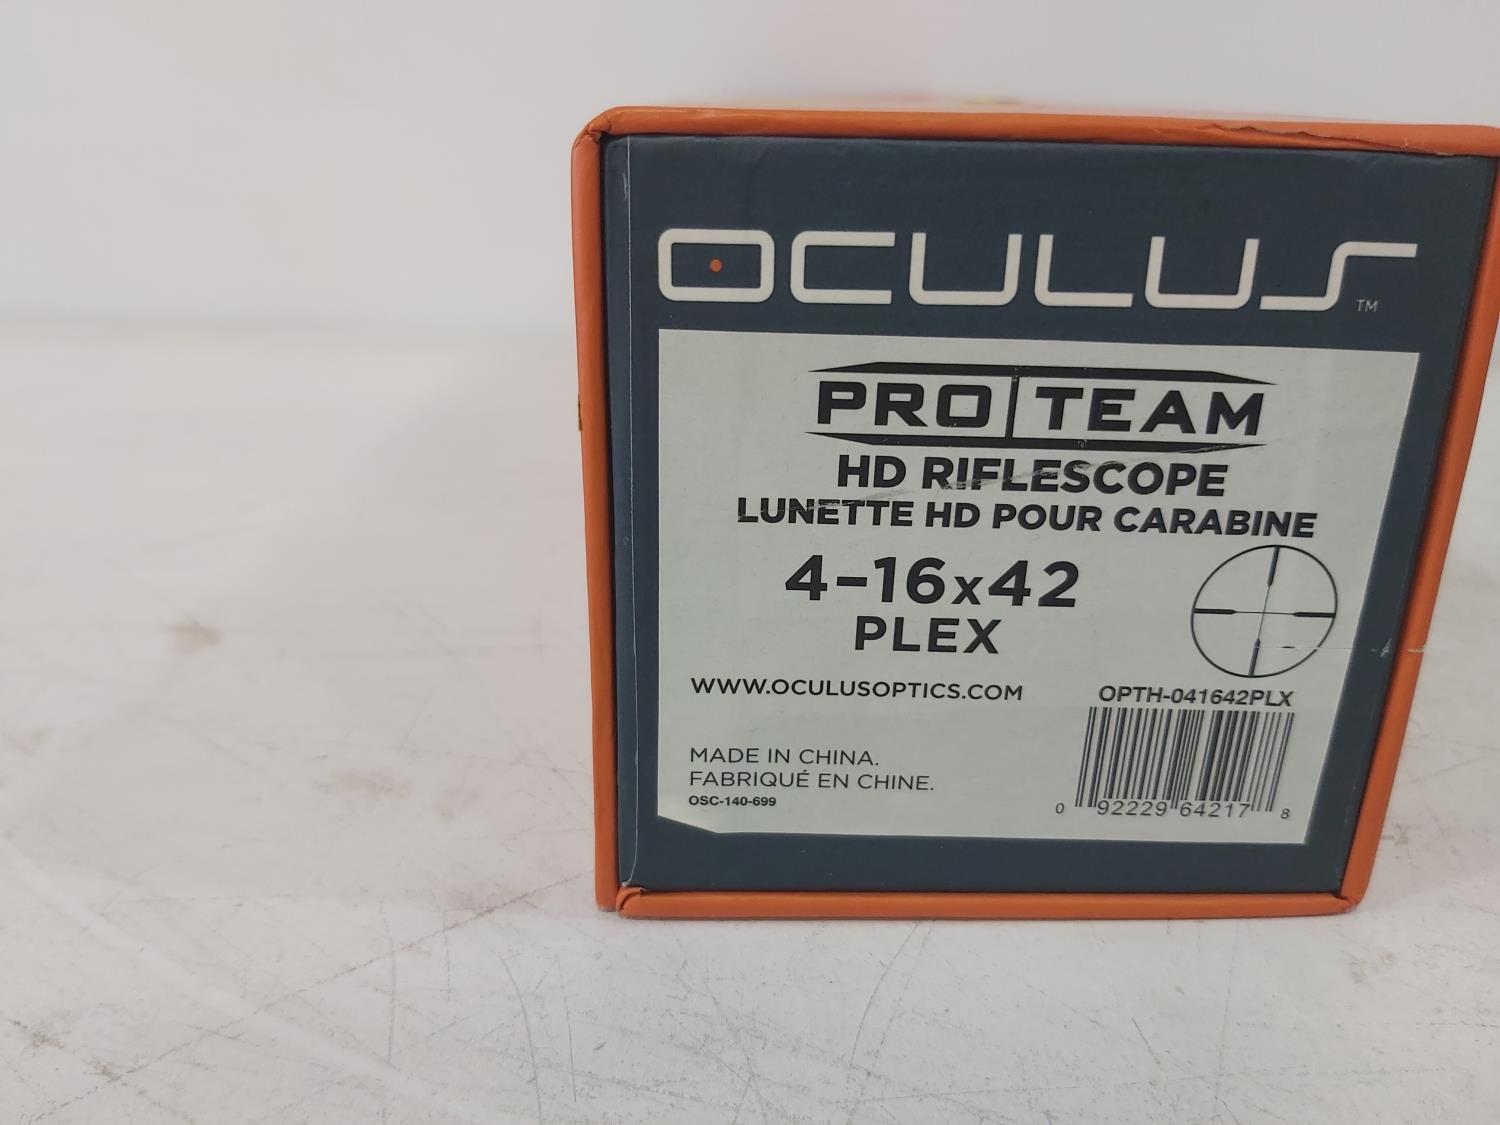 OCULUS™
PRO TEAM
HD RIFLESCOPE
LUNETTE HD POUR CARABINE
4-16x42
PLEX
WWW.OCULUSOPTICS.COM
OPTH-041642PLX
MADE IN CHINA.
FABRIQUÉ EN CHINE.
OSC-140-699
0 92229 64217 8